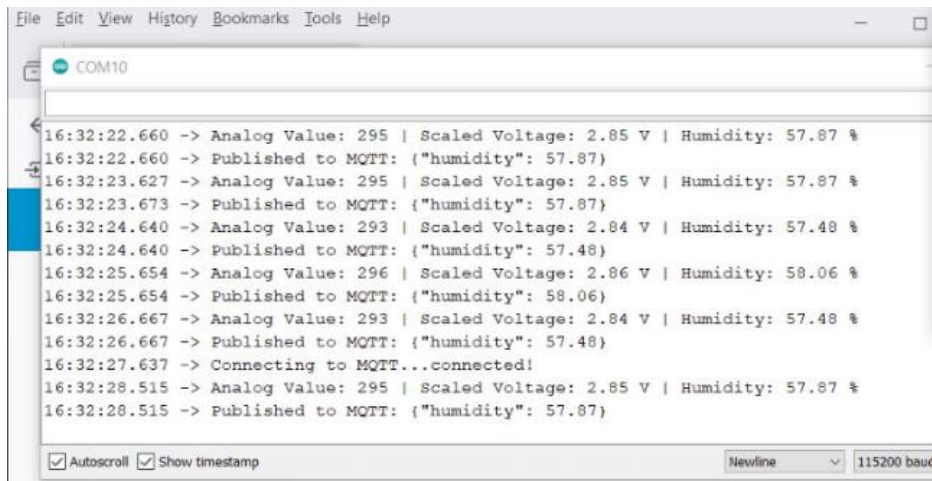 File Edit View History Bookmarks Tools Help
COM10
16:32:22.660 -> Analog Value: 295 | Scaled Voltage: 2.85 V | Humidity: 57.87 %
16:32:22.660 -> Published to MQTT: {"humidity": 57.87}
16:32:23.627 -> Analog Value: 295 | Scaled Voltage: 2.85 V | Humidity: 57.87 %
16:32:23.673 -> Published to MQTT: {"humidity": 57.87}
16:32:24.640 -> Analog Value: 293 | Scaled Voltage: 2.84 V | Humidity: 57.48 %
16:32:24.640 -> Published to MQTT: {"humidity": 57.48}
16:32:25.654 -> Analog Value: 296 | Scaled Voltage: 2.86 V | Humidity: 58.06 %
16:32:25.654 -> Published to MQTT: {"humidity": 58.06}
16:32:26.667 -> Analog Value: 293 | Scaled Voltage: 2.84 V | Humidity: 57.48 %
16:32:26.667 -> Published to MQTT: {"humidity": 57.48}
16:32:27.637 -> Connecting to MQTT...connected!
16:32:28.515 -> Analog Value: 295 | Scaled Voltage: 2.85 V | Humidity: 57.87 %
16:32:28.515 -> Published to MQTT: {"humidity": 57.87}
Autoscroll Show timestamp Newline 115200 baud